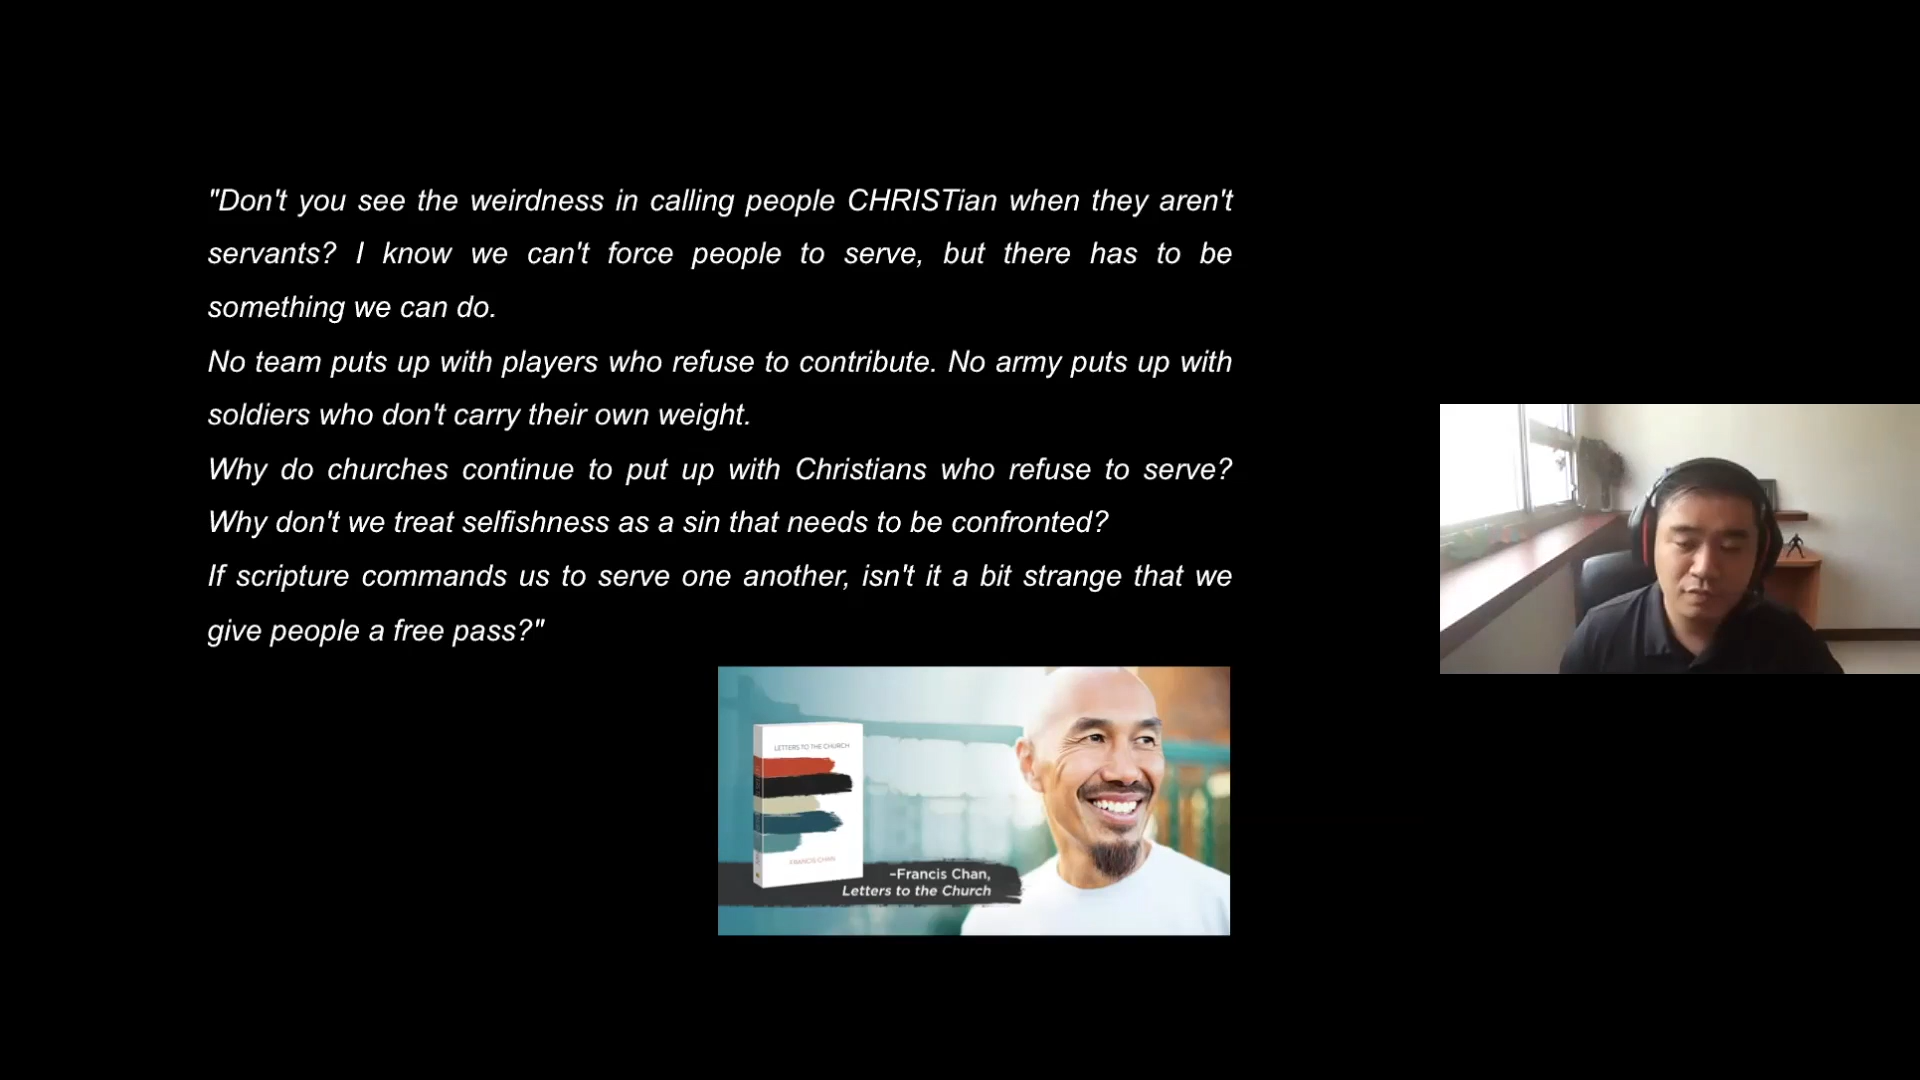 "Don't you see the weirdness in calling people CHRISTian when they aren't
servants? I know we can't force people to serve, but there has to be
something we can do.
No team puts up with players who refuse to contribute. No army puts up with
soldiers who don't carry their own weight.
Why do churches continue to put up with Christians who refuse to serve?
Why don't we treat selfishness as a sin that needs to be confronted?
If scripture commands us to serve one another, isn't it a bit strange that we
give people a free pass?"
LETTERS TO THE CHURCH
FRANCIS CHAN
–Francis Chan,
Letters to the Church